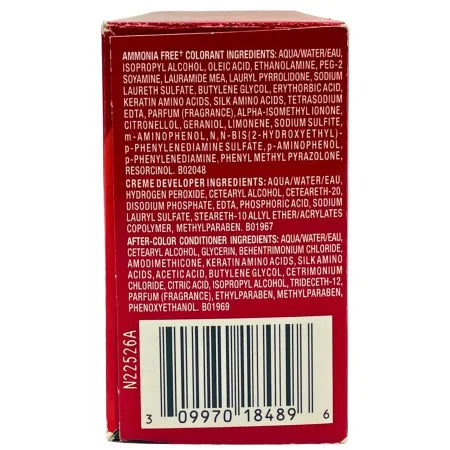 AMMONIA FREE† COLORANT INGREDIENTS: AQUA/WATER/EAU,
ISOPROPYL ALCOHOL, OLEIC ACID, ETHANOLAMINE, PEG-2
SOYAMINE, LAURAMIDE MEA, LAURYL PYRROLIDONE, SODIUM
LAURETH SULFATE, BUTYLENE GLYCOL, ERYTHORBIC ACID,
KERATIN AMINO ACIDS, SILK AMINO ACIDS, TETRASODIUM
EDTA, PARFUM (FRAGRANCE), ALPHA-ISOMETHYL IONONE,
CITRONELLOL, GERANIOL, LIMONENE, SODIUM SULFITE,
m-AMINOPHENOL, N,N-BIS(2-HYDROXYETHYL)-
p-PHENYLENEDIAMINE SULFATE, p-AMINOPHENOL,
p-PHENYLENEDIAMINE, PHENYL METHYL PYRAZOLONE,
RESORCINOL. B02048
CREME DEVELOPER INGREDIENTS: AQUA/WATER/EAU,
HYDROGEN PEROXIDE, CETEARYL ALCOHOL, CETEARETH-20,
DISODIUM PHOSPHATE, EDTA, PHOSPHORIC ACID, SODIUM
LAURYL SULFATE, STEARETH-10 ALLYL ETHER/ACRYLATES
COPOLYMER, METHYLPARABEN. B01967
AFTER-COLOR CONDITIONER INGREDIENTS: AQUA/WATER/EAU,
CETEARYL ALCOHOL, GLYCERIN, BEHENTRIMONIUM CHLORIDE,
AMODIMETHICONE, KERATIN AMINO ACIDS, SILK AMINO
ACIDS, ACETIC ACID, BUTYLENE GLYCOL, CETRIMONIUM
CHLORIDE, CITRIC ACID, ISOPROPYL ALCOHOL, TRIDECETH-12,
PARFUM (FRAGRANCE), ETHYLPARABEN, METHYLPARABEN,
PHENOXYETHANOL. B01969
N22526A
3 09970 18489 6